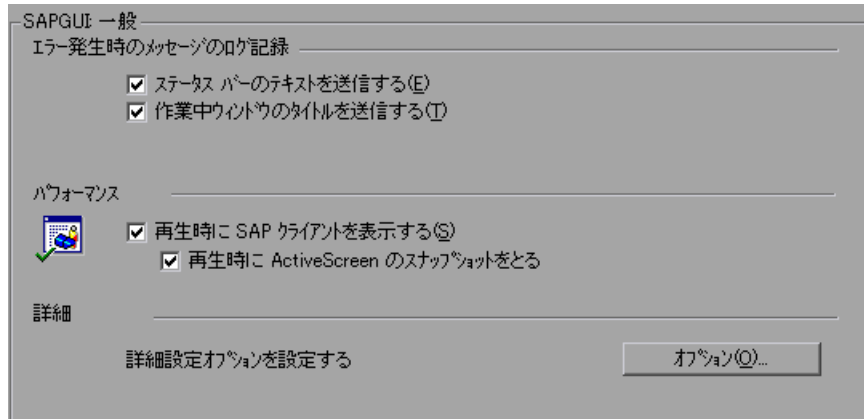 SAPGUI: 一般
エラー発生時のメッセージのログ記録
ステータス バーのテキストを送信する(E)
作業中ウィンドウのタイトルを送信する(T)
パフォーマンス
再生時に SAP クライアントを表示する(S)
再生時に ActiveScreen のスナップショットをとる
詳細
詳細設定オプションを設定する
オプション(O)...